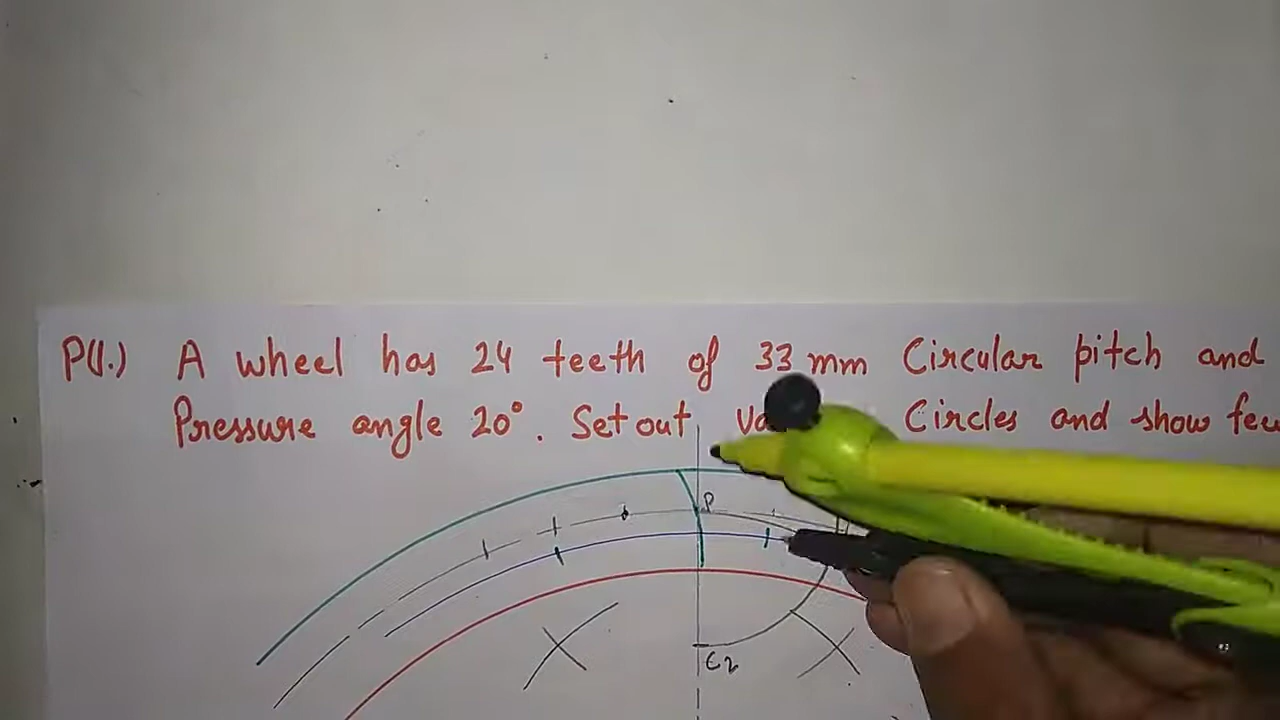 P(1.) A wheel has 24 teeth of 33 mm Circular pitch and
Pressure angle 20°. Set out Circles and show few
P
C2